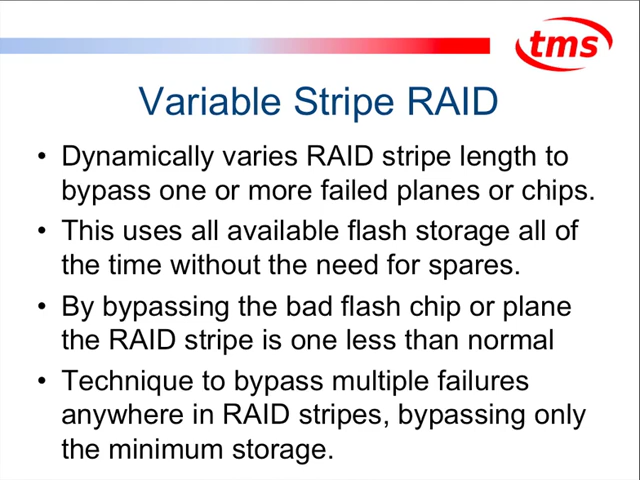 tms
Variable Stripe RAID
• Dynamically varies RAID stripe length to
bypass one or more failed planes or chips.
• This uses all available flash storage all of
the time without the need for spares.
• By bypassing the bad flash chip or plane
the RAID stripe is one less than normal
• Technique to bypass multiple failures
anywhere in RAID stripes, bypassing only
the minimum storage.